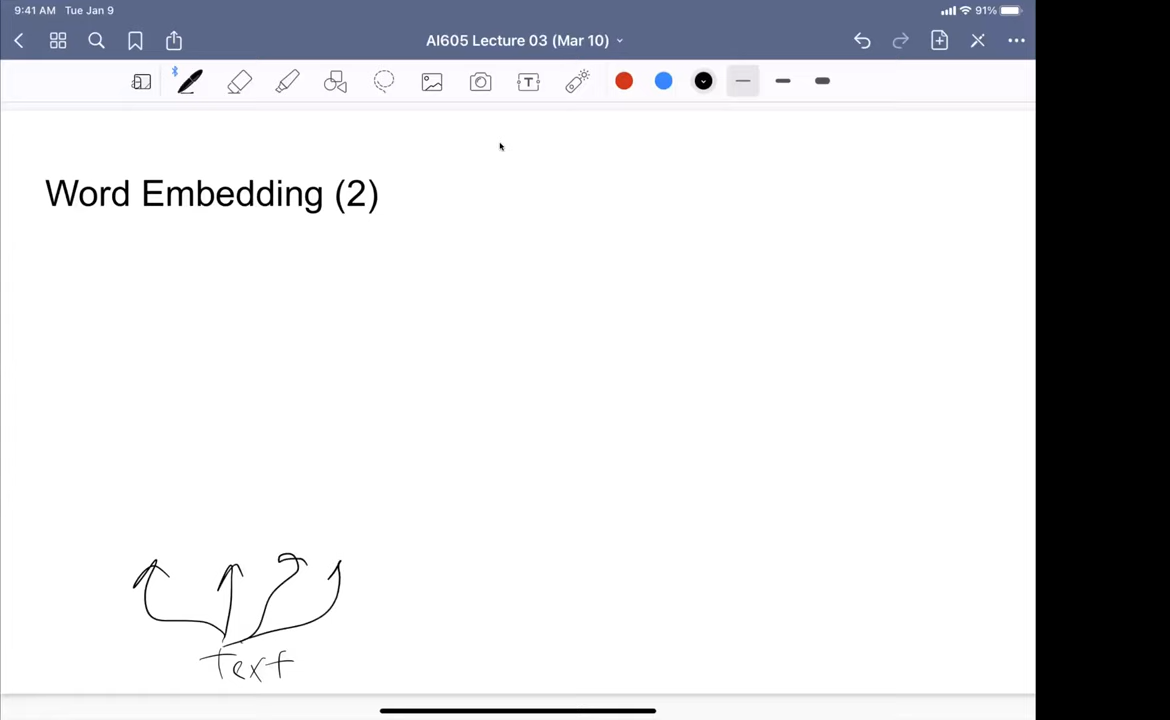 9:41 AM Tue Jan 9 91%
AI605 Lecture 03 (Mar 10)
T
Word Embedding (2)
Text